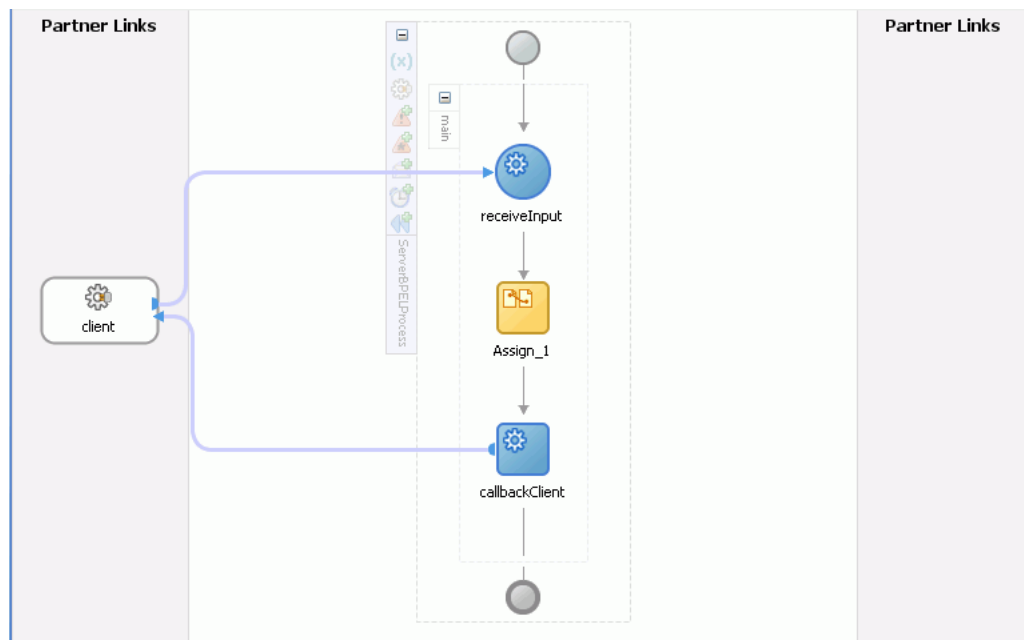 Partner Links
Partner Links
main
receiveInput
ServerBPELProcess
client
Assign_1
callbackClient